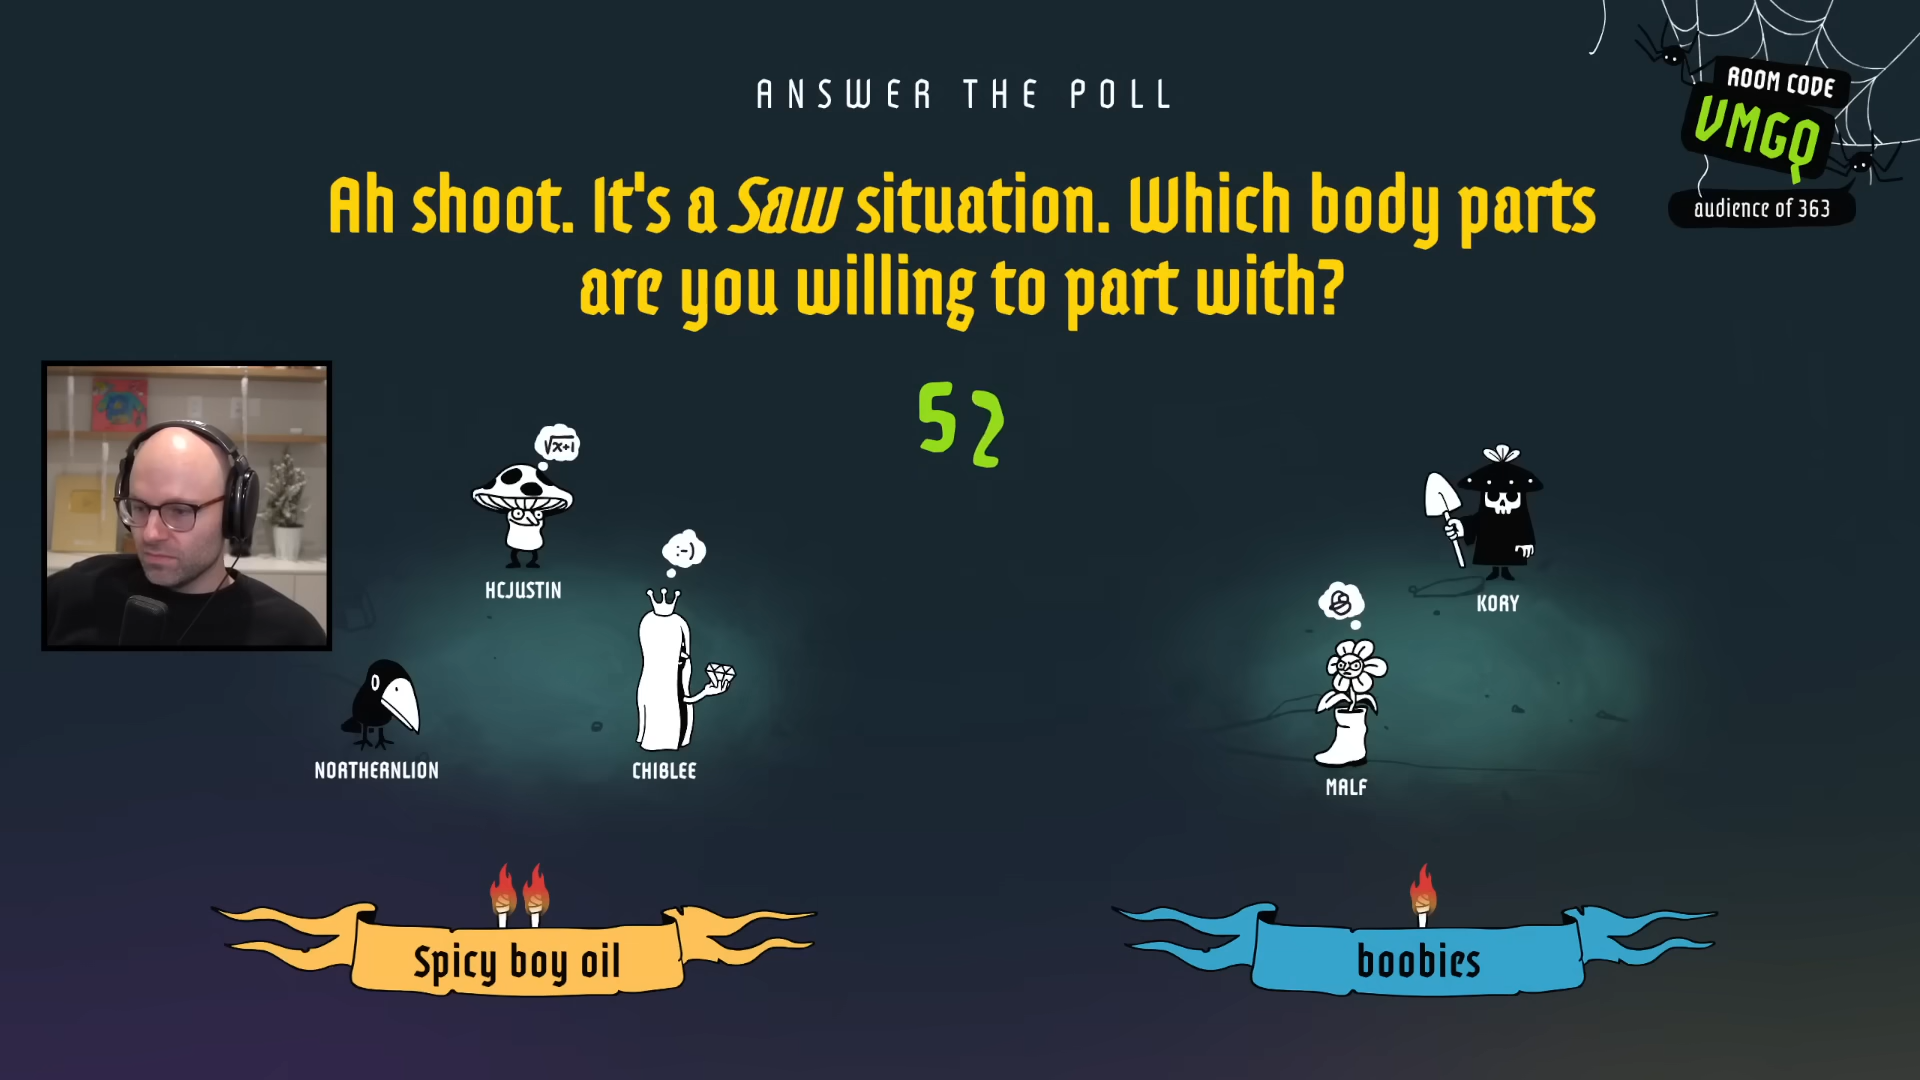 ANSWER THE POLL
ROOM CODE
VMGQ
audience of 363
Ah shoot. It's a Saw situation. Which body parts
are you willing to part with?
52
√x+1
:-)
HCJUSTIN
KORY
NORTHERNLION
CHIBLEE
MALF
Spicy boy oil
boobies